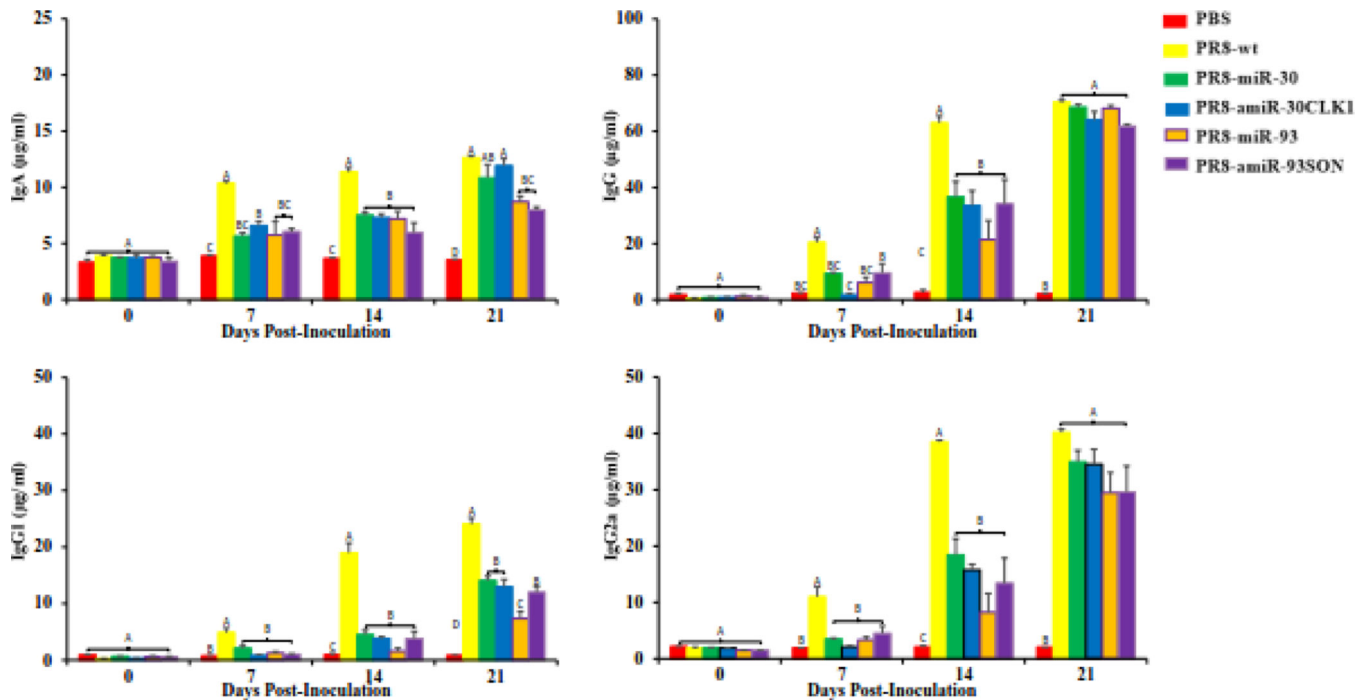 25
20
15
10
5
0
IgA (µg/ml)
A
C
A
BC
B
BC
C
A
B
D
A
AB
A
BC
0 7 14 21
Days Post-Inoculation
100
80
60
40
20
0
IgG (µg/ml)
A
BC
A
BC
C
BC
B
C
A
B
B
A
0 7 14 21
Days Post-Inoculation
PBS
PR8-wt
PR8-miR-30
PR8-amiR-30CLK1
PR8-miR-93
PR8-amiR-93SON
50
40
30
20
10
0
IgG1 (µg/ml)
A
B
A
B
C
A
B
D
A
B
C
B
0 7 14 21
Days Post-Inoculation
50
40
30
20
10
0
IgG2a (µg/ml)
A
B
A
B
C
A
B
B
A
0 7 14 21
Days Post-Inoculation